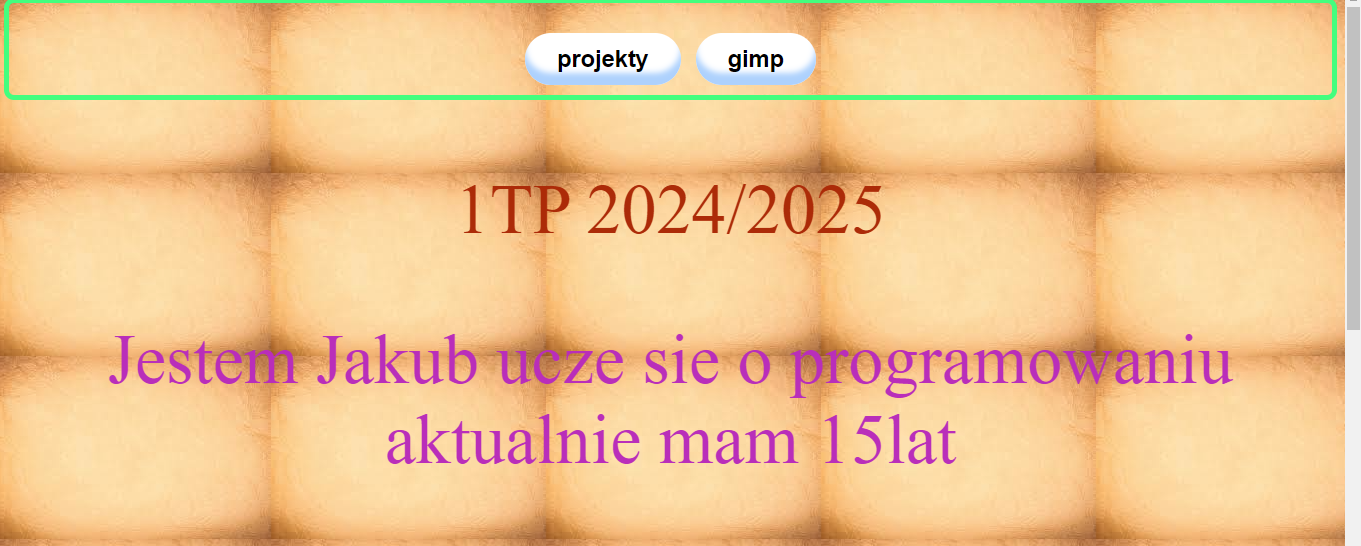 projekty gimp
1TP 2024/2025
Jestem Jakub ucze sie o programowaniu
aktualnie mam 15lat